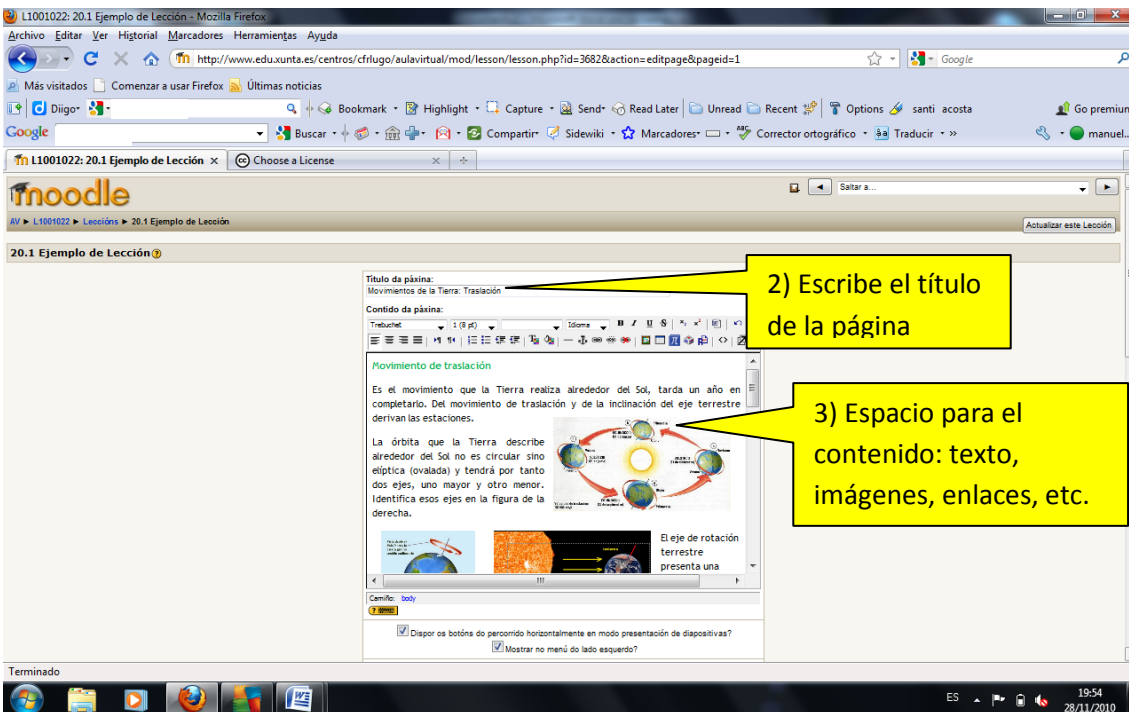 L1001022: 20.1 Ejemplo de Lección - Mozilla Firefox
Archivo Editar Ver Historial Marcadores Herramientas Ayuda
http://www.edu.xunta.es/centros/cfrlugo/aulavirtual/mod/lesson/lesson.php?id=3682&action=editpage&pageid=1
Google
Más visitados Comenzar a usar Firefox Últimas noticias
Diigo Bookmark Highlight Capture Send Read Later Unread Recent Options santi acosta Go premium
Google Buscar Compartir Sidewiki Marcadores Corrector ortográfico Traducir » manuel...
L1001022: 20.1 Ejemplo de Lección Choose a License
moodle
Saltar a...
AV ► L1001022 ► Leccións ► 20.1 Ejemplo de Lección
Actualizar este Lección
20.1 Ejemplo de Lección
Título da páxina:
Movimientos de la Tierra: Traslación
2) Escribe el título
de la página
Contido da páxina:
Trebuchet 1 (8 pt) Idioma B I U S
Movimiento de traslación
Es el movimiento que la Tierra realiza alrededor del Sol, tarda un año en
completarlo. Del movimiento de traslación y de la inclinación del eje terrestre
derivan las estaciones.
La órbita que la Tierra describe
alrededor del Sol no es circular sino
elíptica (ovalada) y tendrá por tanto
dos ejes, uno mayor y otro menor.
Identifica esos ejes en la figura de la
derecha.
3) Espacio para el
contenido: texto,
imágenes, enlaces, etc.
El eje de rotación
terrestre
presenta una
Camiño: body
Dispor os botóns do percorrido horizontalmente en modo presentación de diapositivas?
Mostrar no menú do lado esquerdo?
Terminado
ES
19:54
28/11/2010